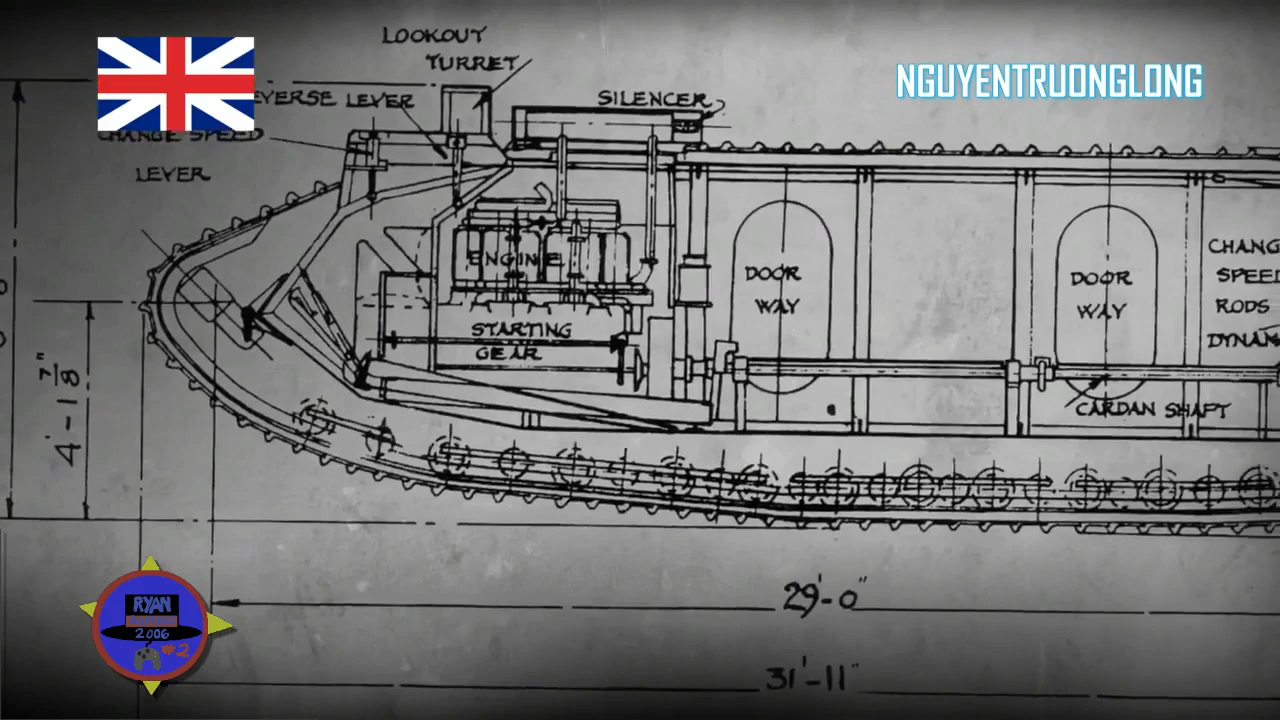 LOOKOUT
TURRET
NGUYENTRUONGLONG
EVERSE LEVER
SILENCER
CHANGE SPEED
LEVER
ENGINE
DOOR
WAY
DOOR
WAY
CHANG
SPEED
RODS
DYNAM
STARTING
GEAR
4'-1 7/8"
CARDAN SHAFT
29'-0"
RYAN
2006
#2
31'-11"